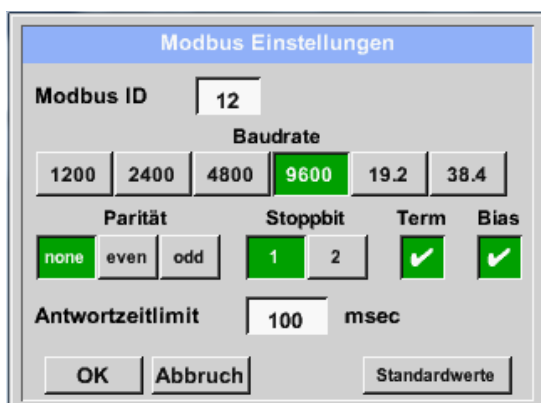 Modbus Einstellungen
Modbus ID 12
Baudrate
1200 2400 4800 9600 19.2 38.4
Parität Stoppbit Term Bias
none even odd 1 2
Antwortzeitlimit 100 msec
OK Abbruch Standardwerte